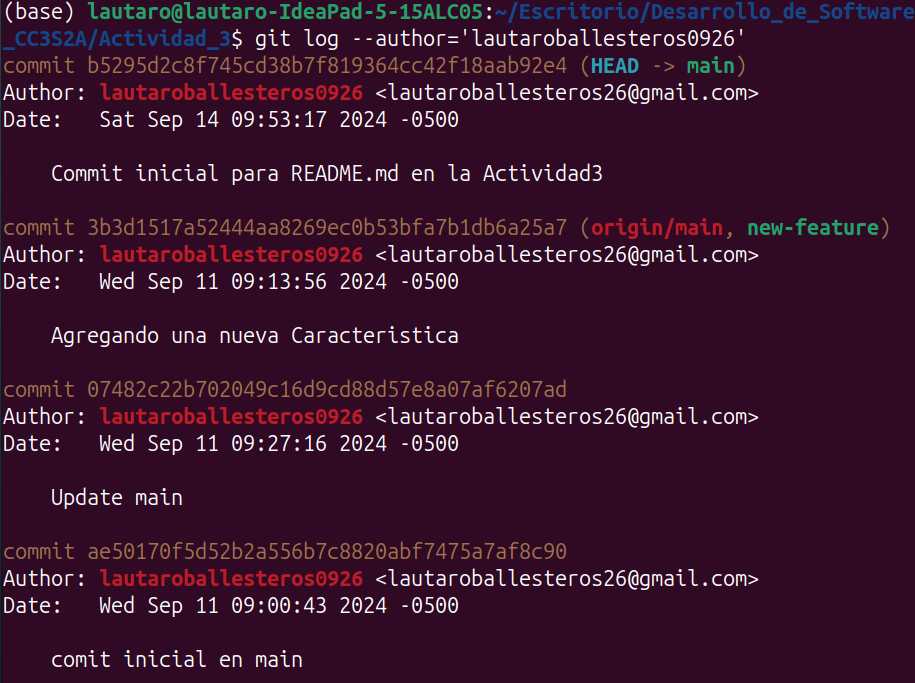 (base) lautaro@lautaro-IdeaPad-5-15ALC05:~/Escritorio/Desarrollo_de_Software
_CC3S2A/Actividad_3$ git log --author='lautaroballesteros0926'
commit b5295d2c8f745cd38b7f819364cc42f18aab92e4 (HEAD -> main)
Author: lautaroballesteros0926 <lautaroballesteros26@gmail.com>
Date:   Sat Sep 14 09:53:17 2024 -0500
    Commit inicial para README.md en la Actividad3
commit 3b3d1517a52444aa8269ec0b53bfa7b1db6a25a7 (origin/main, new-feature)
Author: lautaroballesteros0926 <lautaroballesteros26@gmail.com>
Date:   Wed Sep 11 09:13:56 2024 -0500
    Agregando una nueva Caracteristica
commit 07482c22b702049c16d9cd88d57e8a07af6207ad
Author: lautaroballesteros0926 <lautaroballesteros26@gmail.com>
Date:   Wed Sep 11 09:27:16 2024 -0500
    Update main
commit ae50170f5d52b2a556b7c8820abf7475a7af8c90
Author: lautaroballesteros0926 <lautaroballesteros26@gmail.com>
Date:   Wed Sep 11 09:00:43 2024 -0500
    comit inicial en main